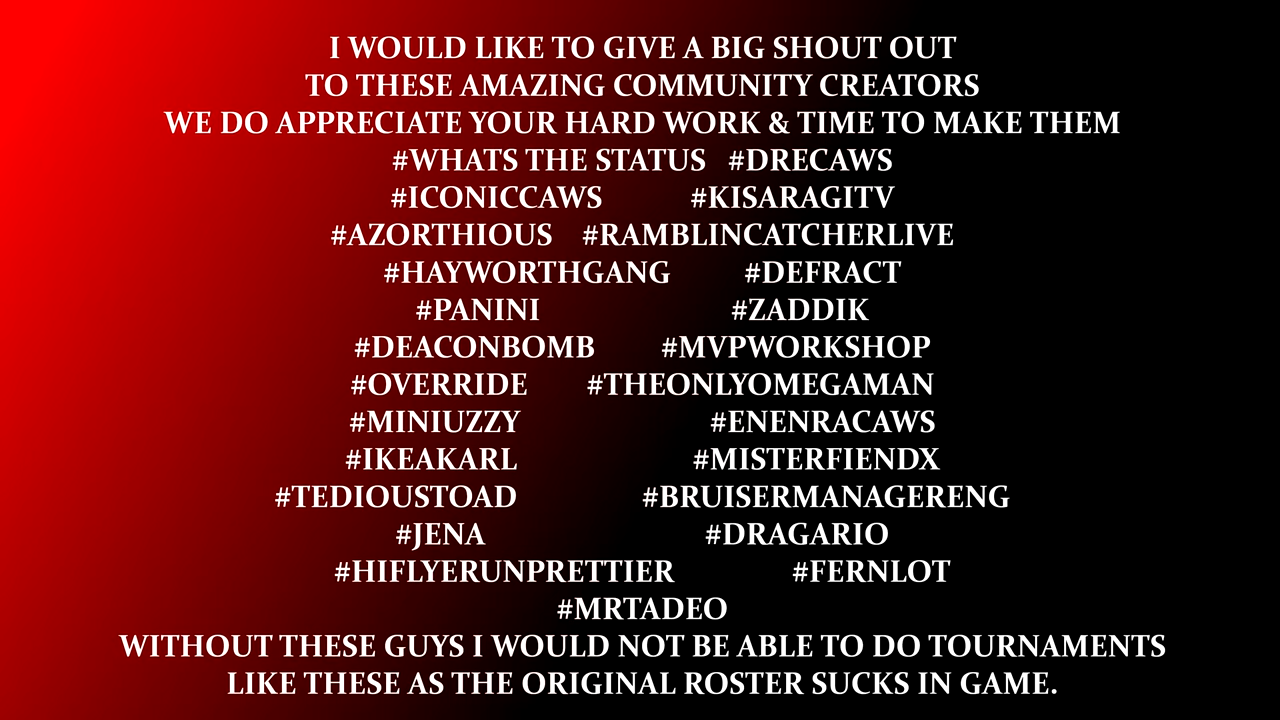 I WOULD LIKE TO GIVE A BIG SHOUT OUT
TO THESE AMAZING COMMUNITY CREATORS
WE DO APPRECIATE YOUR HARD WORK & TIME TO MAKE THEM
#WHATS THE STATUS #DRECAWS
#ICONICCAWS #KISARAGITV
#AZORTHIOUS #RAMBLINCATCHERLIVE
#HAYWORTHGANG #DEFRACT
#PANINI #ZADDIK
#DEACONBOMB #MVPWORKSHOP
#OVERRIDE #THEONLYOMEGAMAN
#MINIUZZY #ENENRACAWS
#IKEAKARL #MISTERFIENDX
#TEDIOUSTOAD #BRUISERMANAGERENG
#JENA #DRAGARIO
#HIFLYERUNPRETTIER #FERNLOT
#MRTADEO
WITHOUT THESE GUYS I WOULD NOT BE ABLE TO DO TOURNAMENTS
LIKE THESE AS THE ORIGINAL ROSTER SUCKS IN GAME.